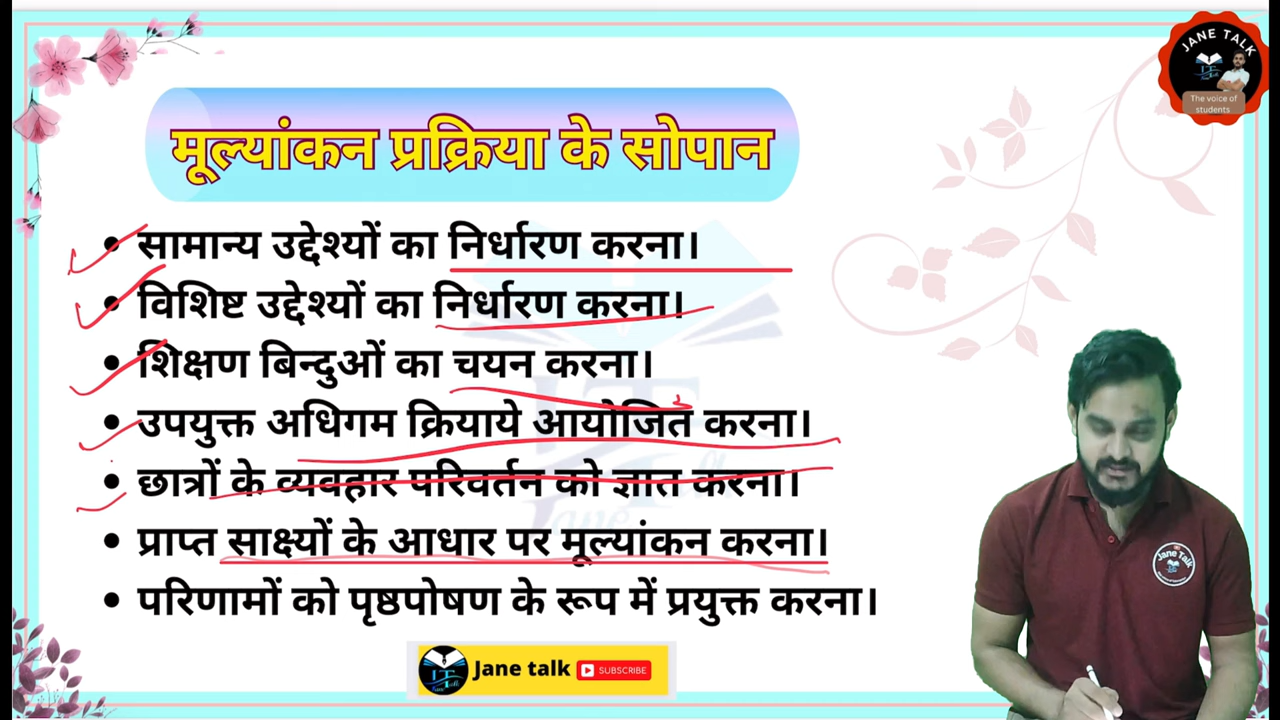 JANE TALK
The voice of
students
मूल्यांकन प्रक्रिया के सोपान
• सामान्य उद्देश्यों का निर्धारण करना।
• विशिष्ट उद्देश्यों का निर्धारण करना।
• शिक्षण बिन्दुओं का चयन करना।
• उपयुक्त अधिगम क्रियाये आयोजित करना।
• छात्रों के व्यवहार परिवर्तन को ज्ञात करना।
• प्राप्त साक्ष्यों के आधार पर मूल्यांकन करना।
• परिणामों को पृष्ठपोषण के रूप में प्रयुक्त करना।
Jane talk SUBSCRIBE
Jane Talk